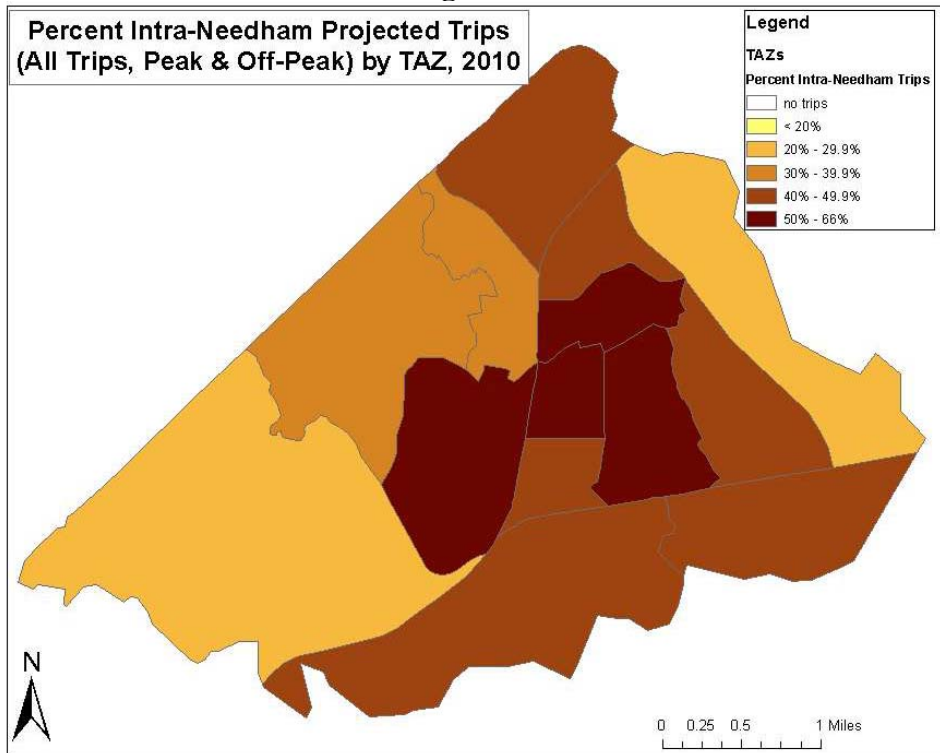 Percent Intra-Needham Projected Trips
(All Trips, Peak & Off-Peak) by TAZ, 2010
Legend
TAZs
Percent Intra-Needham Trips
no trips
< 20%
20% - 29.9%
30% - 39.9%
40% - 49.9%
50% - 66%
N
0 0.25 0.5 1 Miles